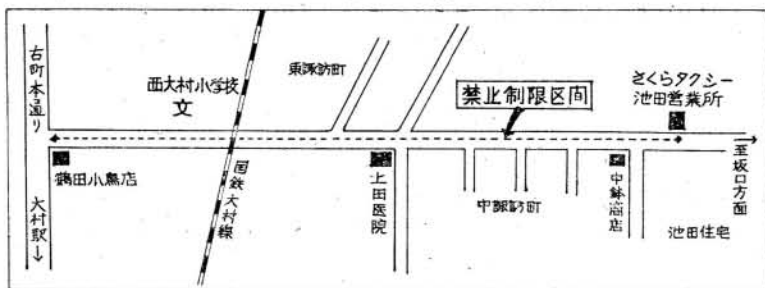 古町本通り
大村駅↓
西大村小学校
文
鶴田小鳥店
国鉄大村線
東諏訪町
上田医院
禁止制限区間
中諏訪町
さくらタクシー
池田営業所
中鉢酒店
池田住宅
至坂口方面